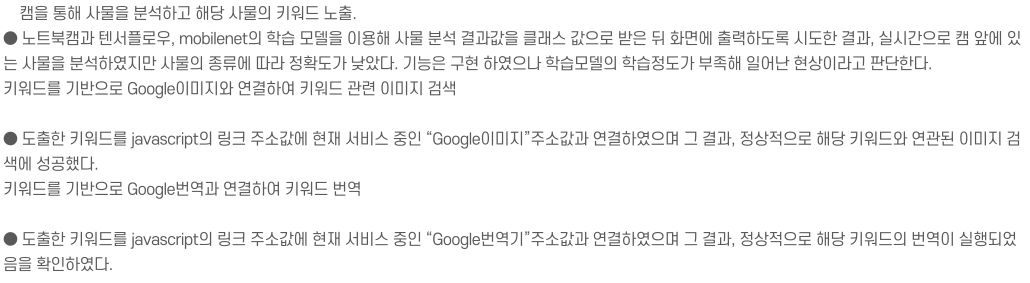 캠을 통해 사물을 분석하고 해당 사물의 키워드 노출.
● 노트북캠과 텐서플로우, mobilenet의 학습 모델을 이용해 사물 분석 결과값을 클래스 값으로 받은 뒤 화면에 출력하도록 시도한 결과, 실시간으로 캠 앞에 있
는 사물을 분석하였지만 사물의 종류에 따라 정확도가 낮았다. 기능은 구현 하였으나 학습모델의 학습정도가 부족해 일어난 현상이라고 판단한다.
키워드를 기반으로 Google이미지와 연결하여 키워드 관련 이미지 검색
● 도출한 키워드를 javascript의 링크 주소값에 현재 서비스 중인 “Google이미지”주소값과 연결하였으며 그 결과, 정상적으로 해당 키워드와 연관된 이미지 검
색에 성공했다.
키워드를 기반으로 Google번역과 연결하여 키워드 번역
● 도출한 키워드를 javascript의 링크 주소값에 현재 서비스 중인 “Google번역기”주소값과 연결하였으며 그 결과, 정상적으로 해당 키워드의 번역이 실행되었
음을 확인하였다.